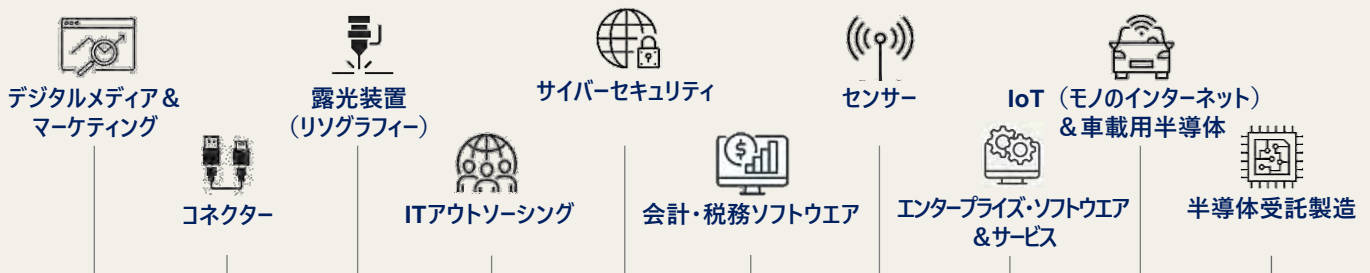 デジタルメディア&
マーケティング
露光装置
(リソグラフィー)
サイバーセキュリティ
センサー
IoT(モノのインターネット)
&車載用半導体
コネクター
ITアウトソーシング
会計・税務ソフトウエア
エンタープライズ・ソフトウエア
&サービス
半導体受託製造